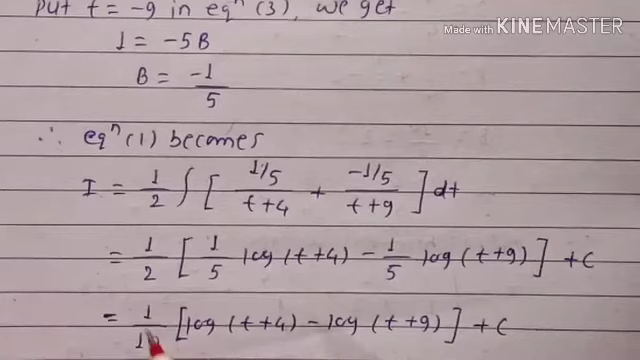 put t = -9 in eqⁿ (3), we get
Made with KINEMASTER
1 = -5B
B = -1/5
∴ eqⁿ (1) becomes
I = 1/2 ∫ [ 1/5 / t+4 + -1/5 / t+9 ] dt
= 1/2 [ 1/5 log (t+4) - 1/5 log (t+9) ] + C
= 1/1 [log (t+4) - log (t+9)] + C